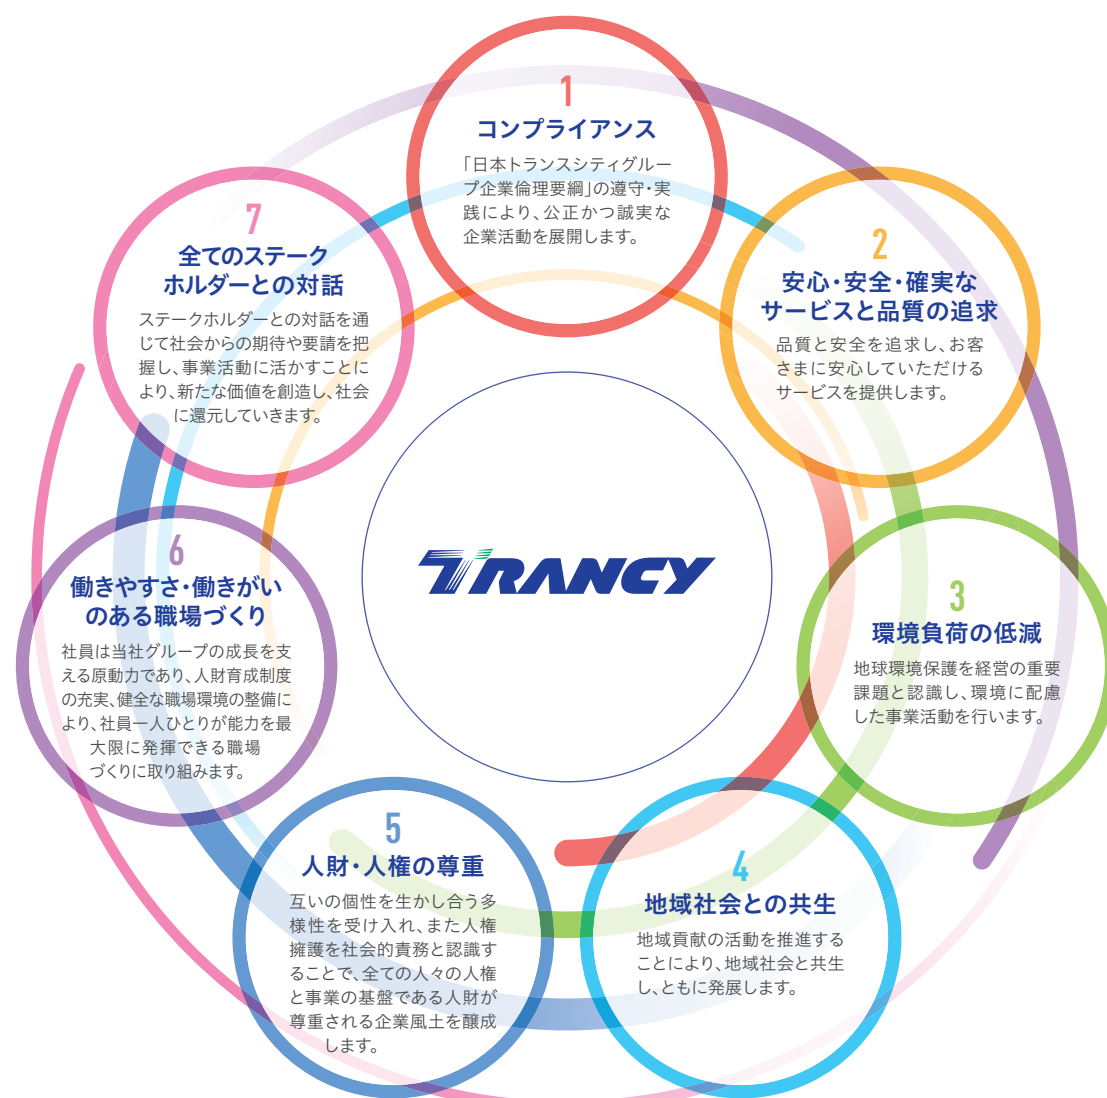 1
コンプライアンス
「日本トランスシティグルー
プ企業倫理要綱」の遵守・実
践により、公正かつ誠実な
企業活動を展開します。
2
安心・安全・確実な
サービスと品質の追求
品質と安全を追求し、お客
さまに安心していただける
サービスを提供します。
3
環境負荷の低減
地球環境保護を経営の重要
課題と認識し、環境に配慮
した事業活動を行います。
4
地域社会との共生
地域貢献の活動を推進する
ことにより、地域社会と共生
し、ともに発展します。
5
人財・人権の尊重
互いの個性を生かし合う多
様性を受け入れ、また人権
擁護を社会的責務と認識す
ることで、全ての人々の人権
と事業の基盤である人財が
尊重される企業風土を醸成
します。
6
働きやすさ・働きがい
のある職場づくり
社員は当社グループの成長を支
える原動力であり、人財育成制度
の充実、健全な職場環境の整備に
より、社員一人ひとりが能力を最
大限に発揮できる職場
づくりに取り組みます。
7
全てのステーク
ホルダーとの対話
ステークホルダーとの対話を通
じて社会からの期待や要請を把
握し、事業活動に活かすことに
より、新たな価値を創造し、社会
に還元していきます。
TRANCY